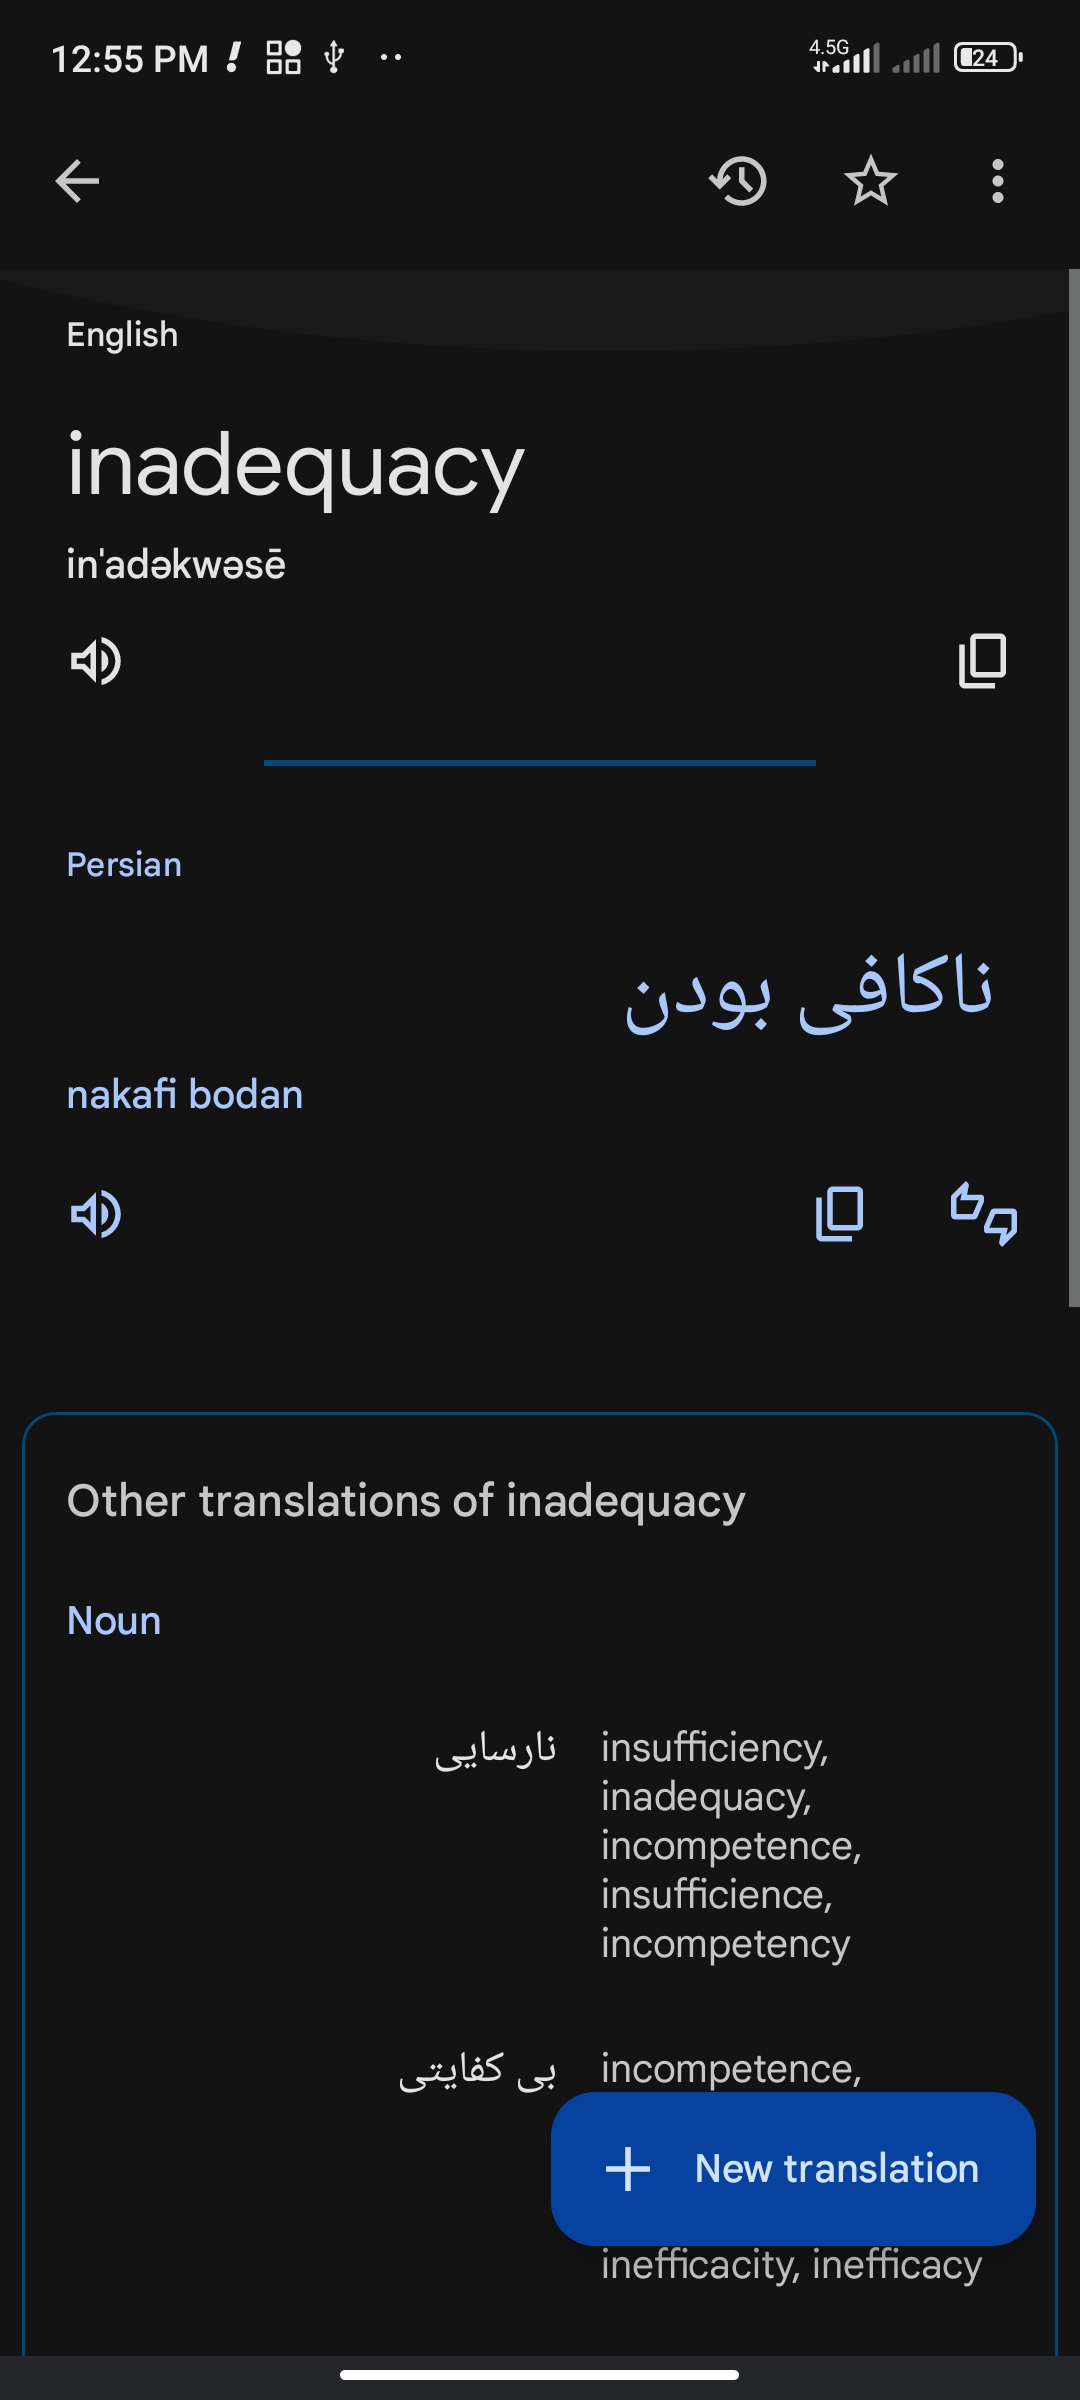 12:55 PM
4.5G
24
English
inadequacy
in'adəkwəsē
Persian
ناکافی بودن
nakafi bodan
Other translations of inadequacy
Noun
نارسایی
insufficiency,
inadequacy,
incompetence,
insufficience,
incompetency
بی کفایتی
incompetence,
New translation
inefficacity, inefficacy